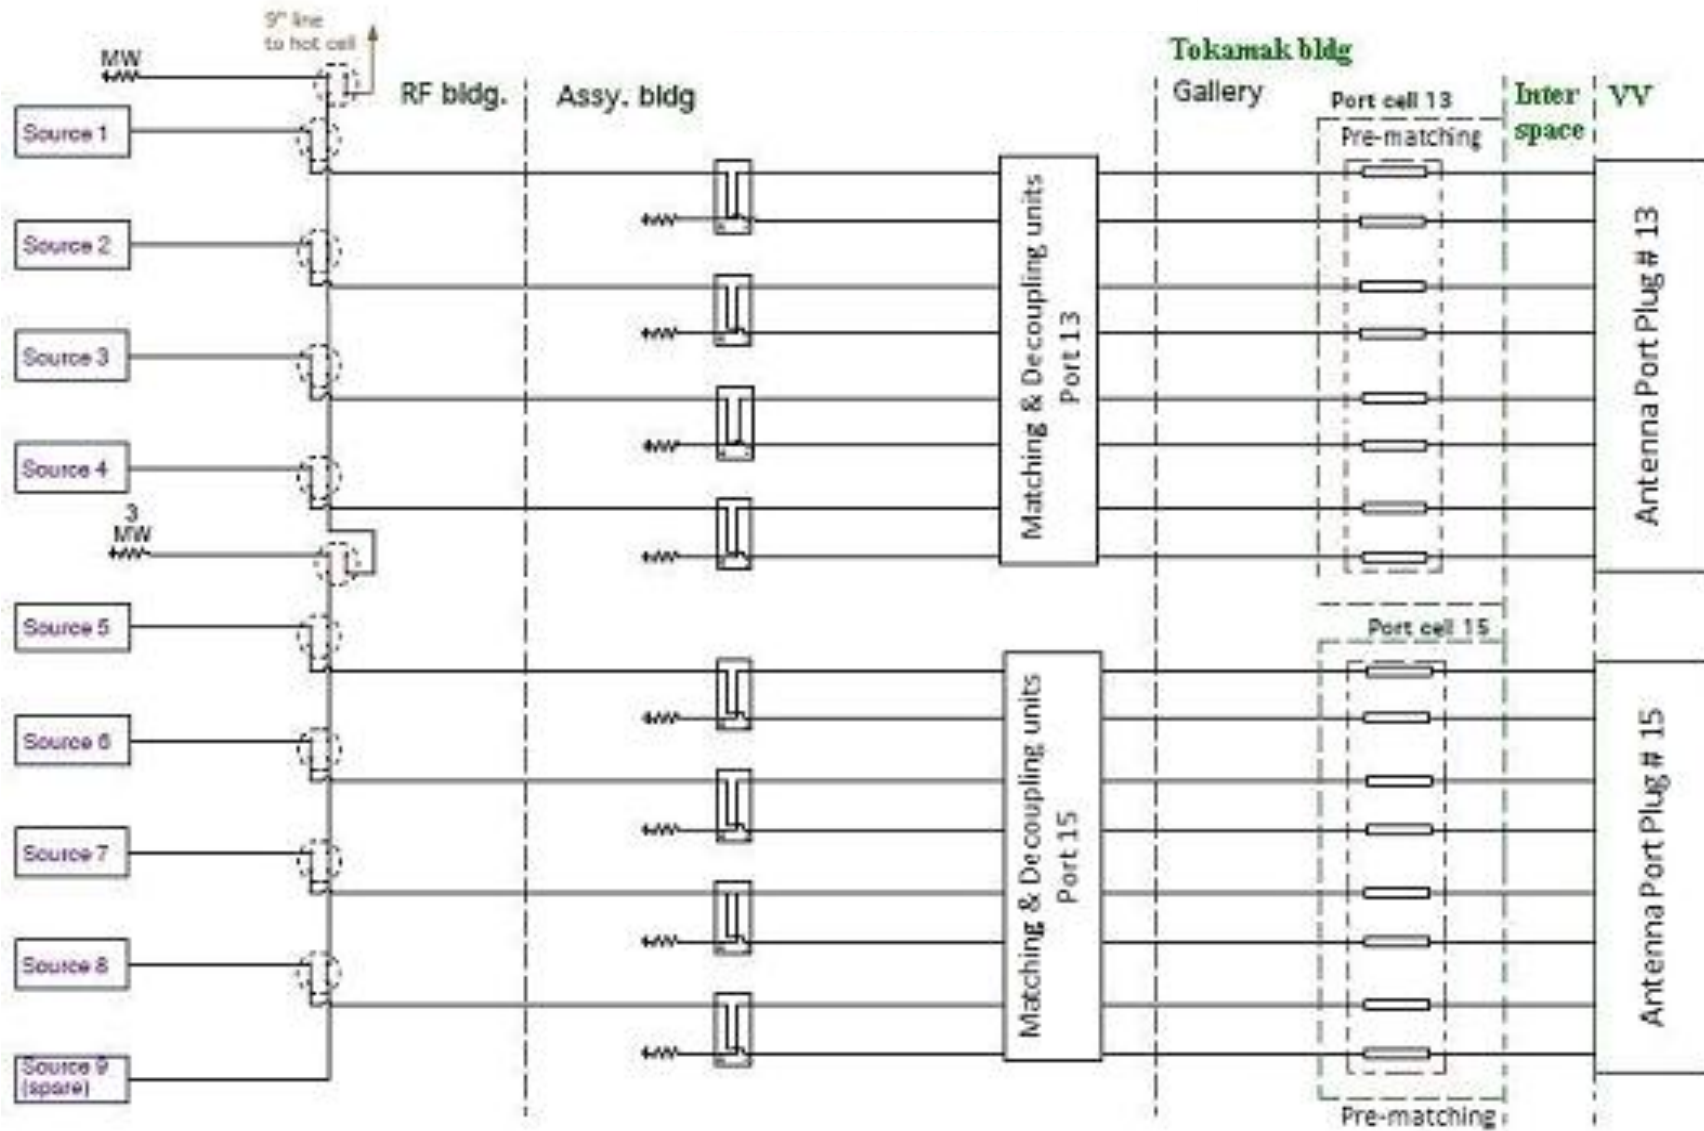 9" line
to hot cell
MW
RF bldg.
Assy. bldg
Tokamak bldg
Gallery
Port cell 13
Pre-matching
Inter
space
VV
Source 1
Source 2
Source 3
Source 4
3
MW
Source 5
Source 6
Source 7
Source 8
Source 9
(spare)
Matching & Decoupling units
Port 13
Antenna Port Plug # 13
Port cell 15
Matching & Decoupling units
Port 15
Antenna Port Plug # 15
Pre-matching